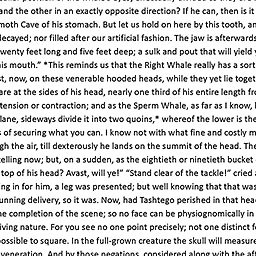 and the other in an exactly opposite direction? If he can, then is it
moth Cave of his stomach. But let us hold on here by this tooth, an
decayed; nor filled after our artificial fashion. The jaw is afterwards
wenty feet long and five feet deep; a sulk and pout that will yield y
is mouth.” *This reminds us that the Right Whale really has a sort
st, now, on these venerable hooded heads, while they yet lie togeth
are at the sides of his head, nearly one third of his entire length fro
tension or contraction; and as the Sperm Whale, as far as I know, h
lane, sideways divide it into two quoins,* whereof the lower is the
s of securing what you can. I know not with what fine and costly m
gh the air, till dexterously he lands on the summit of the head. The
elling now; but, on a sudden, as the eightieth or ninetieth bucket c
top of his head? Avast, will ye!” “Stand clear of the tackle!” cried a
ng in for him, a leg was presented; but well knowing that that was
unning delivery, so it was. Now, had Tashtego perished in that head
he completion of the scene; so no face can be physiognomically in
iving nature. For you see no one point precisely; not one distinct f
possible to square. In the full-grown creature the skull will measure
veneration. And by those negations, considered along with the aff